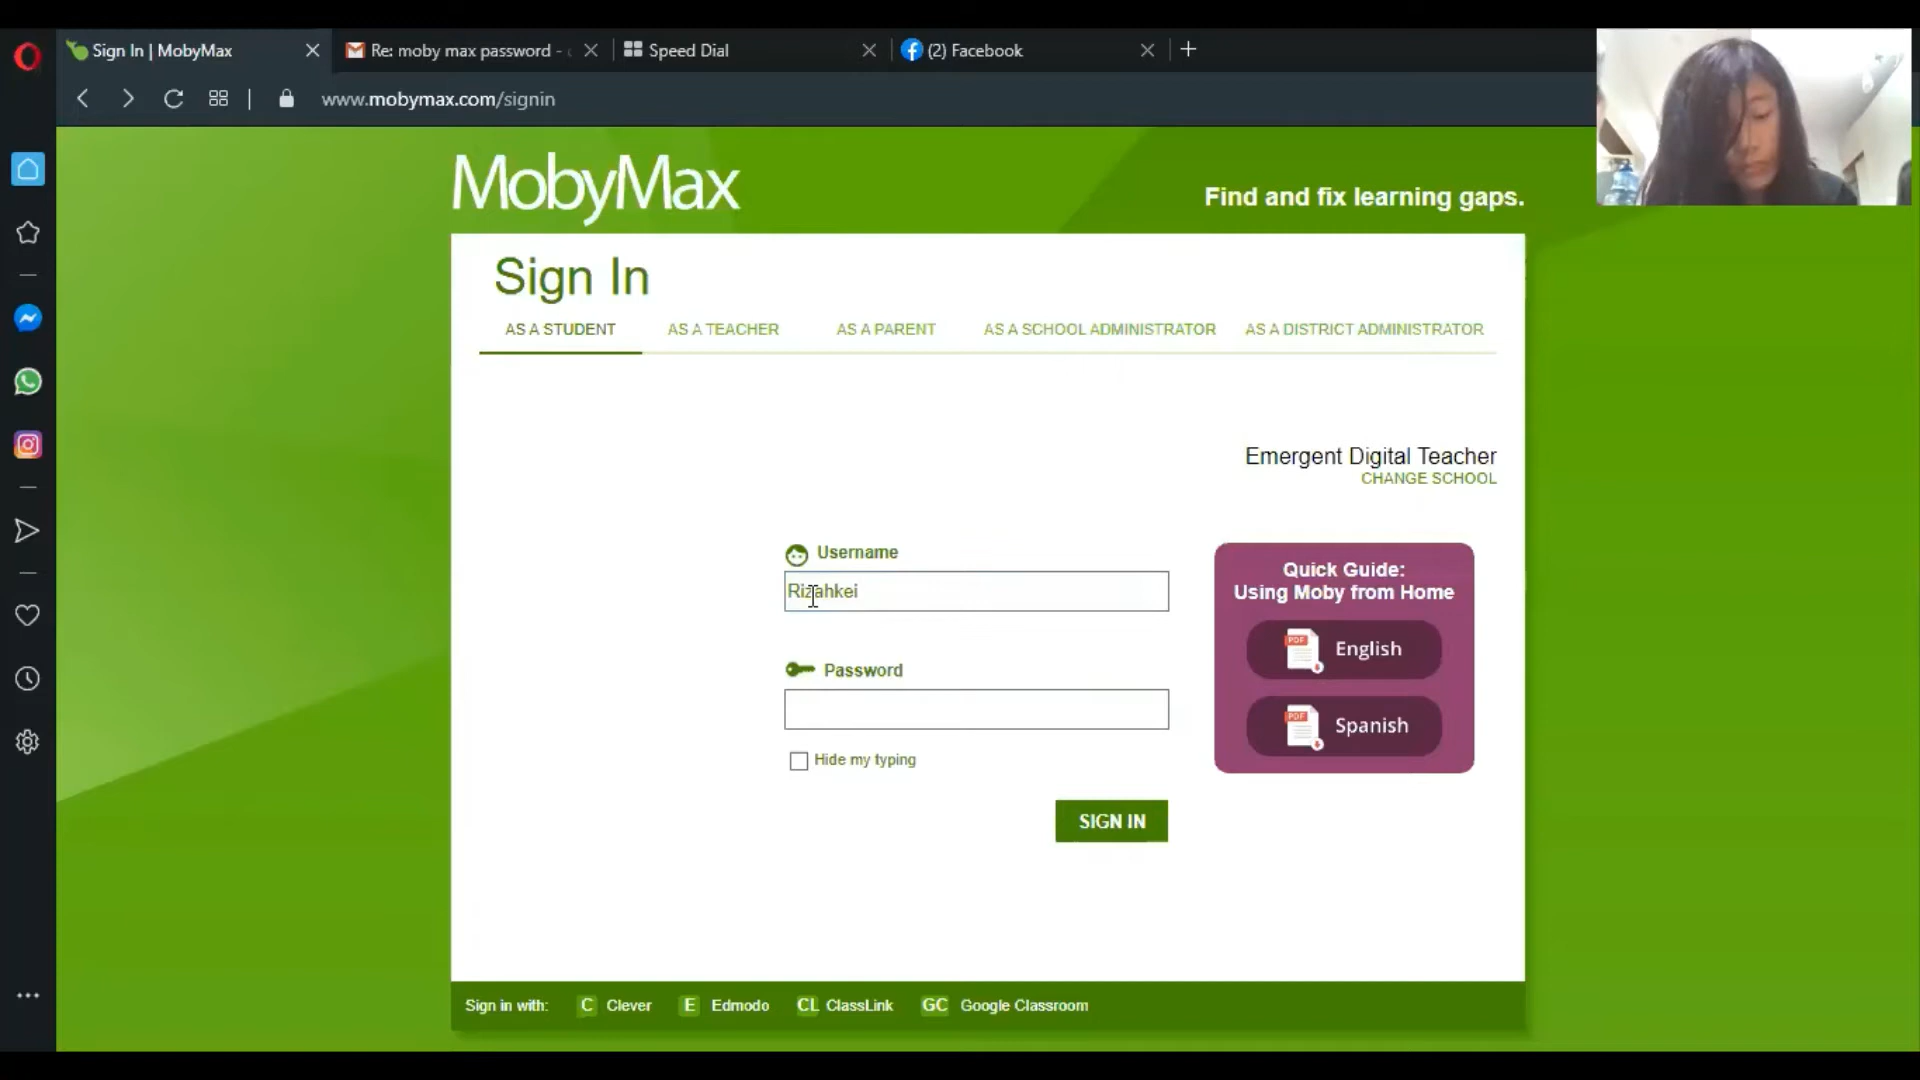 Sign In | MobyMax
Re: moby max password -
Speed Dial
(2) Facebook
www.mobymax.com/signin
MobyMax
Find and fix learning gaps.
Sign In
AS A STUDENT
AS A TEACHER
AS A PARENT
AS A SCHOOL ADMINISTRATOR
AS A DISTRICT ADMINISTRATOR
Emergent Digital Teacher
CHANGE SCHOOL
Username
Rizahkei
Password
Hide my typing
SIGN IN
Quick Guide:
Using Moby from Home
PDF English
PDF Spanish
Sign in with: C Clever E Edmodo CL ClassLink GC Google Classroom